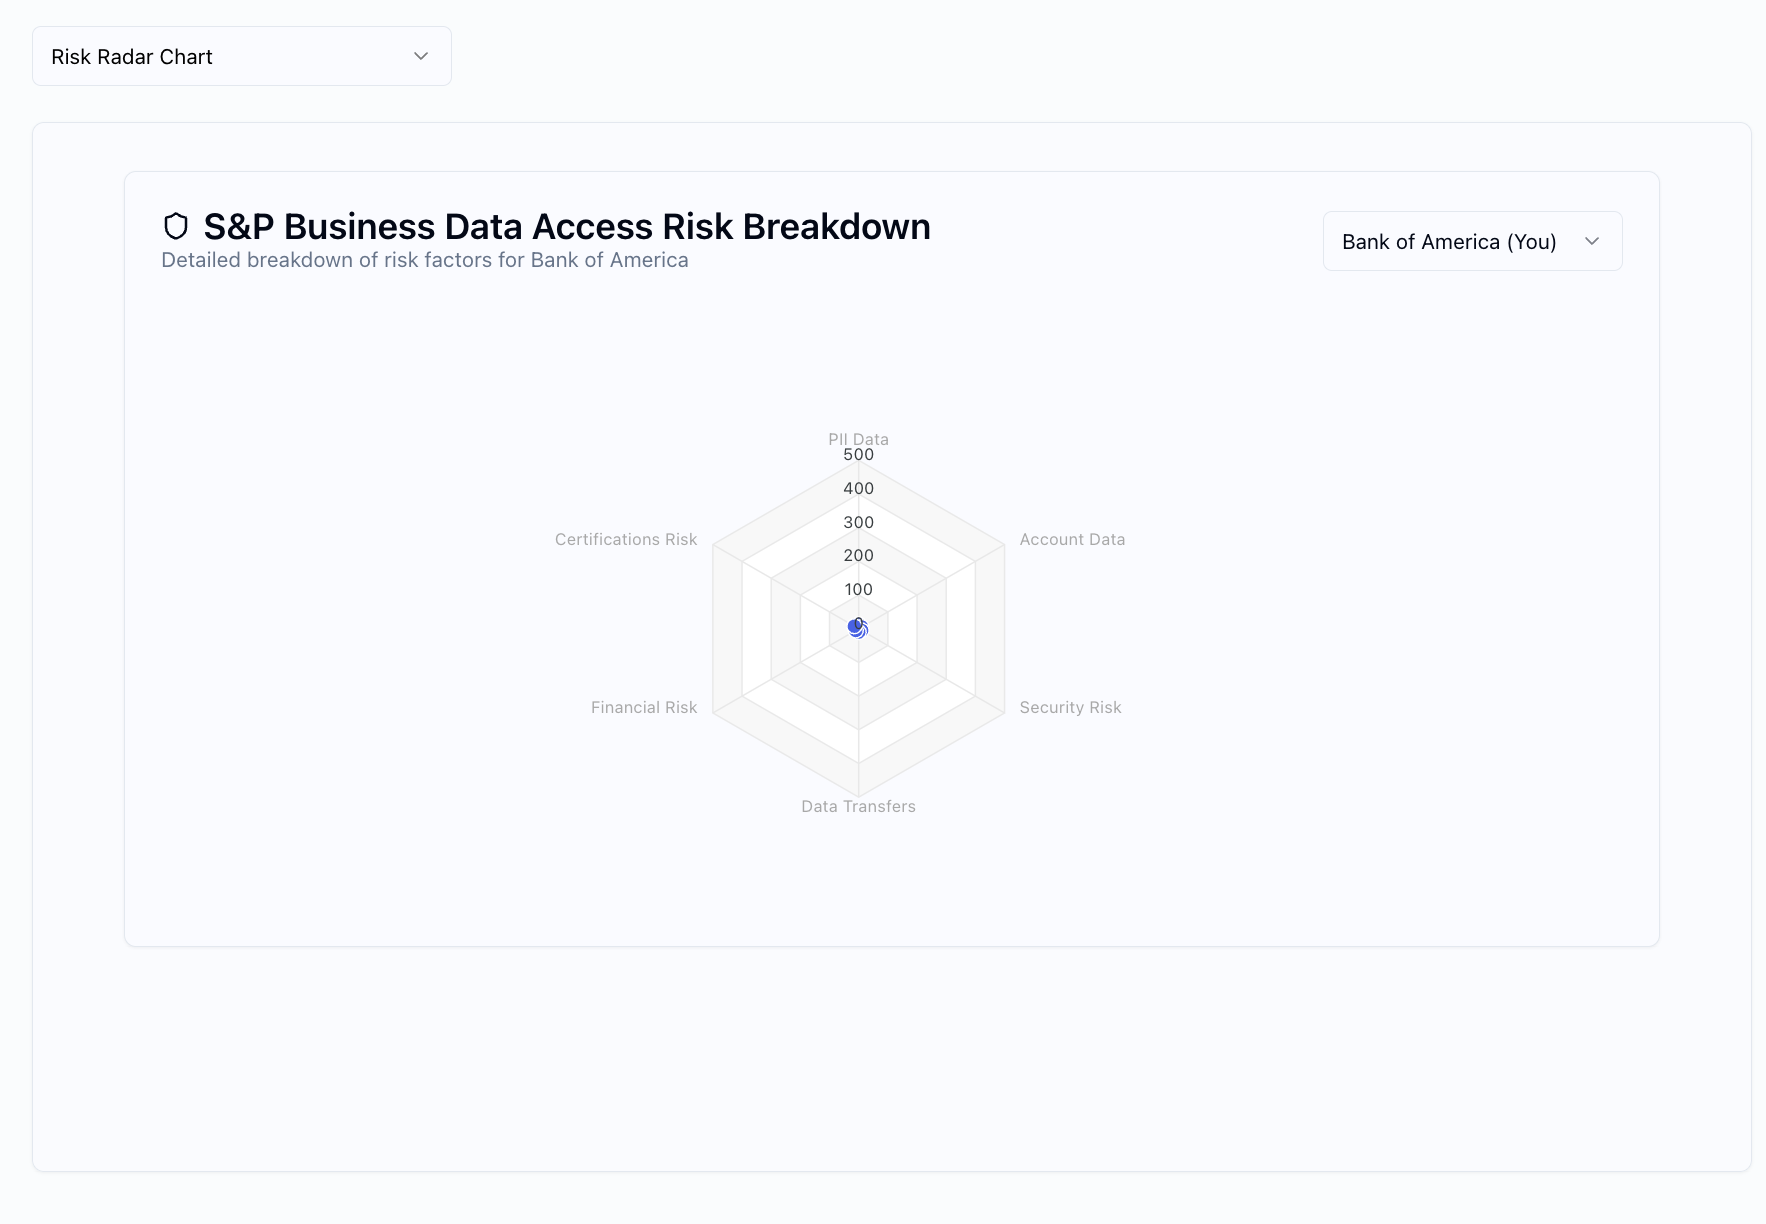 Risk Radar Chart
S&P Business Data Access Risk Breakdown
Detailed breakdown of risk factors for Bank of America
Bank of America (You)
PII Data
500
400
300
200
100
0
Certifications Risk
Account Data
Financial Risk
Security Risk
Data Transfers